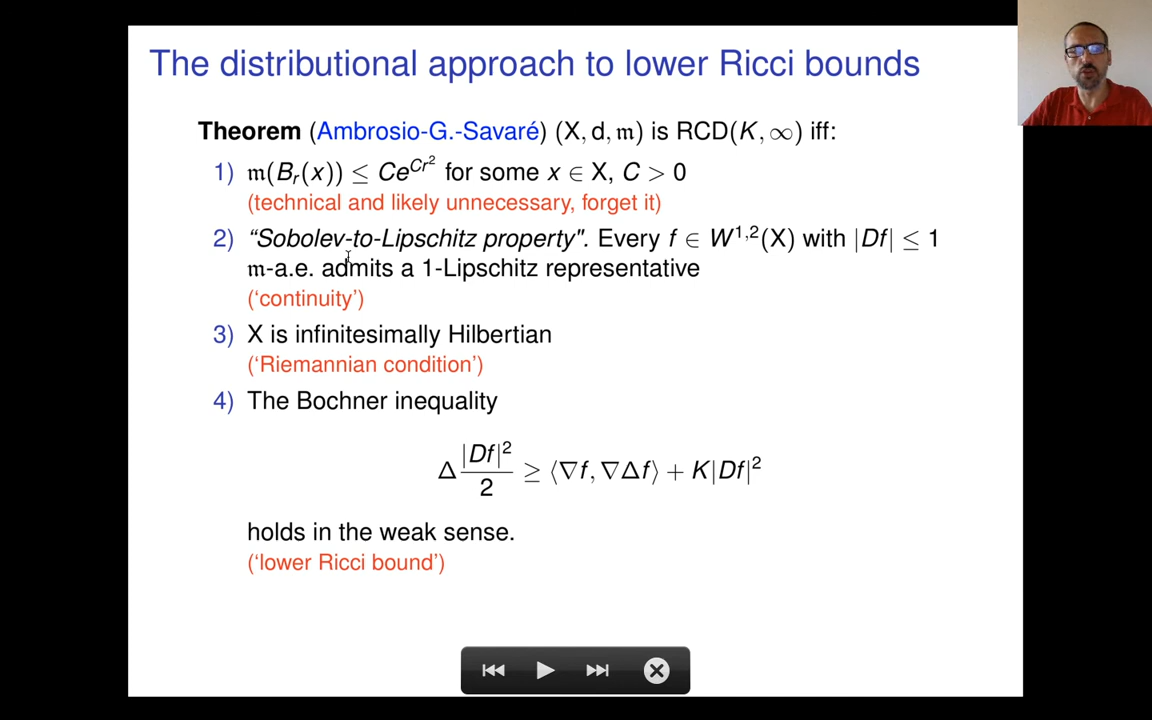 The distributional approach to lower Ricci bounds
Theorem (Ambrosio-G.-Savaré) (X, d, 𝔪) is RCD(K, ∞) iff:
1) 𝔪(B_r(x)) ≤ Ce^{Cr^2} for some x ∈ X, C > 0
(technical and likely unnecessary, forget it)
2) “Sobolev-to-Lipschitz property". Every f ∈ W^{1,2}(X) with |Df| ≤ 1
𝔪-a.e. admits a 1-Lipschitz representative
(‘continuity’)
3) X is infinitesimally Hilbertian
(‘Riemannian condition’)
4) The Bochner inequality
Δ |Df|^2/2 ≥ ⟨∇f, ∇Δf⟩ + K|Df|^2
holds in the weak sense.
(‘lower Ricci bound’)